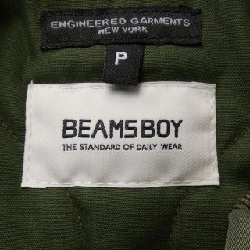 ENGINEERED GARMENTS
NEW YORK
P
BEAMS BOY
THE STANDARD OF DAILY WEAR